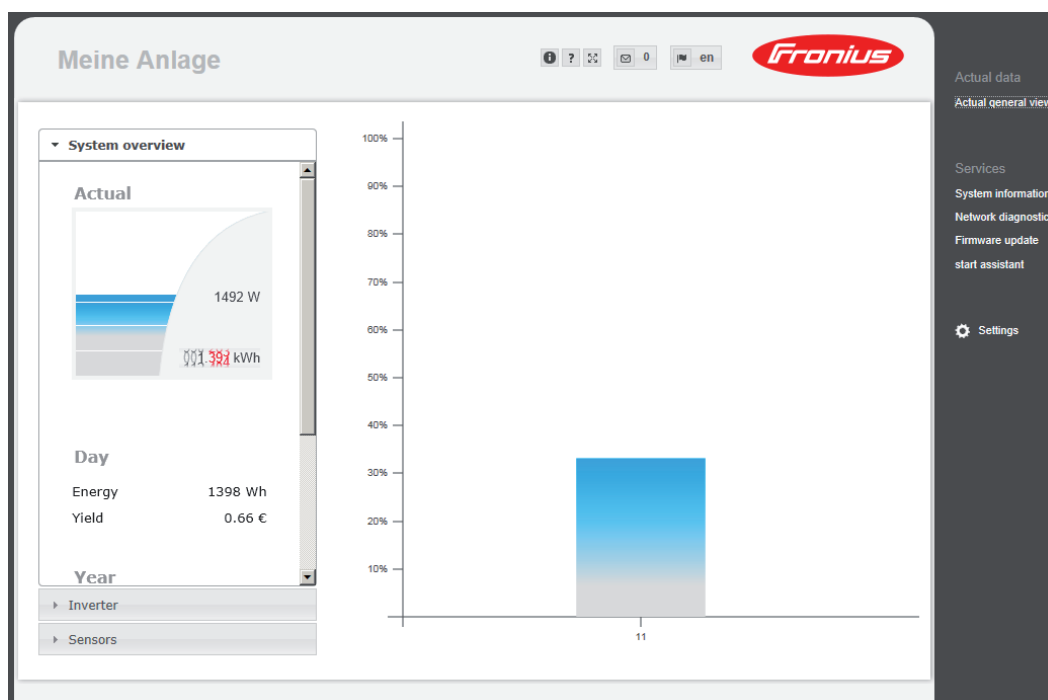 Meine Anlage
i ? 0 en
Fronius
System overview
Actual
1492 W
kWh
Day
Energy 1398 Wh
Yield 0.66 €
Year
Inverter
Sensors
100%
90%
80%
70%
60%
50%
40%
30%
20%
10%
11
Actual data
Actual general view
Services
System information
Network diagnostic
Firmware update
start assistant
Settings